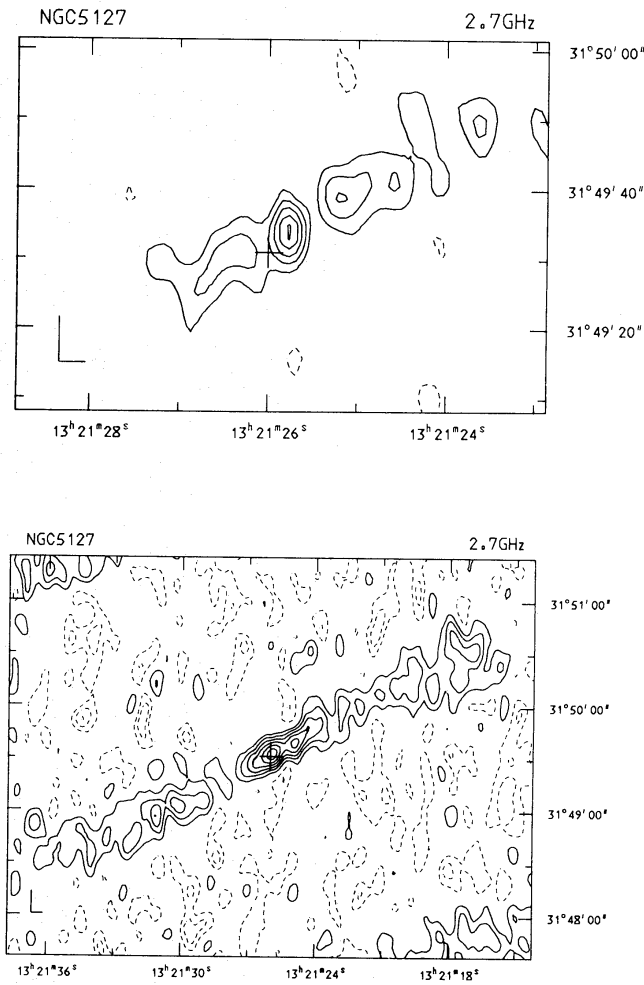 NGC5127 2.7GHz
31°50'00"
31°49'40"
31°49'20"
13ʰ21ᵐ28ˢ 13ʰ21ᵐ26ˢ 13ʰ21ᵐ24ˢ
NGC5127 2.7GHz
31°51'00"
31°50'00"
31°49'00"
31°48'00"
13ʰ21ᵐ36ˢ 13ʰ21ᵐ30ˢ 13ʰ21ᵐ24ˢ 13ʰ21ᵐ18ˢ